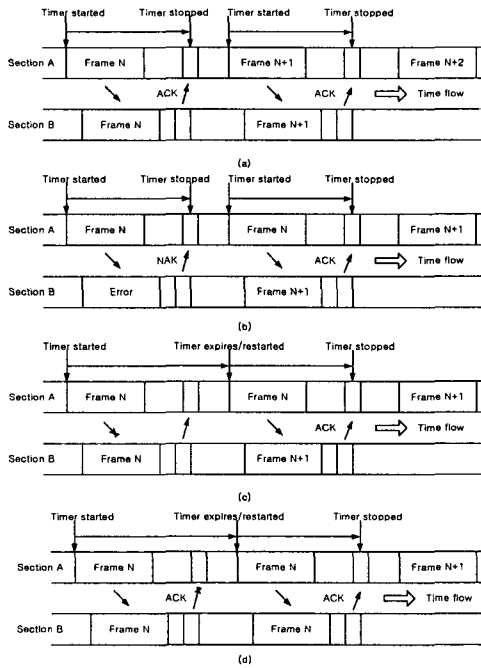 Timer started Timer stopped Timer started Timer stopped
Section A Frame N Frame N+1 Frame N+2
ACK ACK Time flow
Section B Frame N Frame N+1
(a)
Timer started Timer stopped Timer started Timer stopped
Section A Frame N Frame N Frame N+1
NAK ACK Time flow
Section B Error Frame N+1
(b)
Timer started Timer expires/restarted Timer stopped
Section A Frame N Frame N Frame N+1
ACK Time flow
Section B Frame N Frame N+1
(c)
Timer started Timer expires/restarted Timer stopped
Section A Frame N Frame N Frame N+1
ACK ACK Time flow
Section B Frame N Frame N
(d)